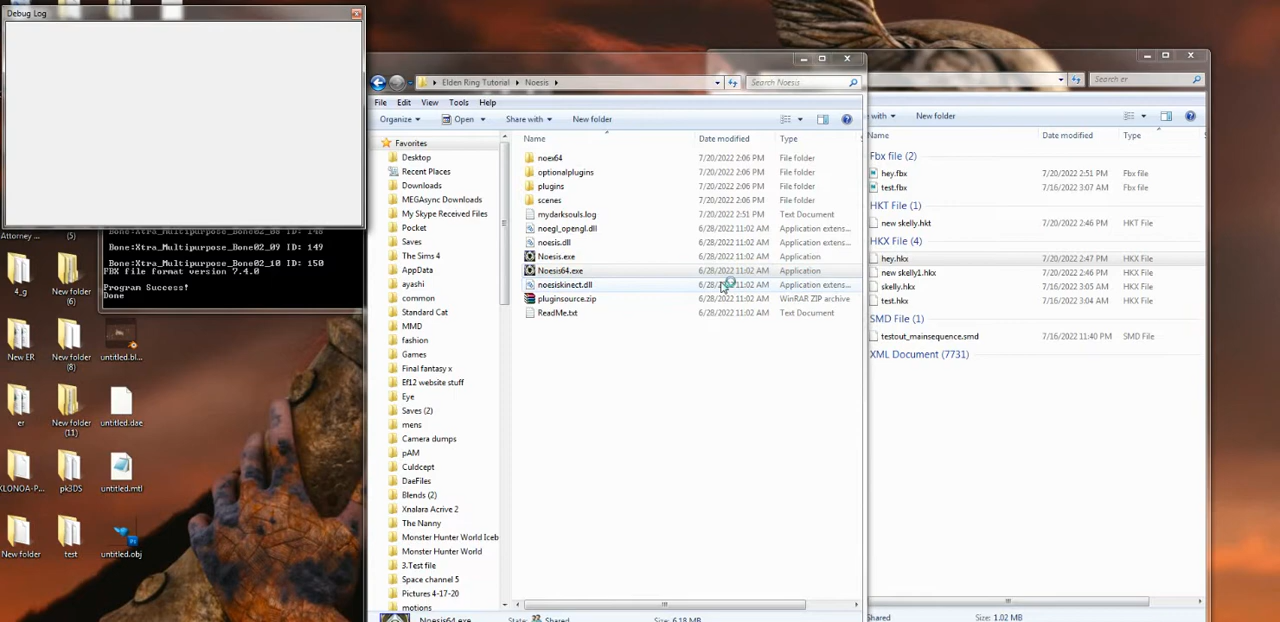 Debug Log
Attorney ...
(5)
Bone:Xtra_Multipurpose_Bone02_09 ID: 149
Bone:Xtra_Multipurpose_Bone02_10 ID: 150
FBX file format version 7.4.0
Program Success!
Done
4_g
New folder
(6)
New ER
New folder
(8)
untitled.bl...
er
New folder
(11)
untitled.dae
KLONOA-P...
pk3DS
untitled.mtl
New folder
test
untitled.obj
Elden Ring Tutorial
Noesis
Search Noesis
File
Edit
View
Tools
Help
Organize
Open
Share with
New folder
Favorites
Desktop
Recent Places
Downloads
MEGAsync Downloads
My Skype Received Files
Pocket
Saves
The Sims 4
AppData
ayashi
common
Standard Cat
MMD
fashion
Games
Final fantasy x
Ef12 website stuff
Eye
Saves (2)
mens
Camera dumps
pAM
Culdcept
DaeFiles
Blends (2)
Xnalara Acrive 2
The Nanny
Monster Hunter World Iceb
Monster Hunter World
3.Test file
Space channel 5
Pictures 4-17-20
motions
Name
Date modified
Type
noex64 7/20/2022 2:06 PM File folder
optionalplugins 7/20/2022 2:06 PM File folder
plugins 7/20/2022 2:06 PM File folder
scenes 7/20/2022 2:06 PM File folder
mydarksouls.log 7/20/2022 2:51 PM Text Document
noegl_opengl.dll 6/28/2022 11:02 AM Application extens...
noesis.dll 6/28/2022 11:02 AM Application extens...
Noesis.exe 6/28/2022 11:02 AM Application
Noesis64.exe 6/28/2022 11:02 AM Application
noesiskinect.dll 6/28/2022 11:02 AM Application extens...
pluginsource.zip 6/28/2022 11:02 AM WinRAR ZIP archive
ReadMe.txt 6/28/2022 11:02 AM Text Document
Noesis64.exe
State:
Shared
Size: 6.18 MB
Search er
with
New folder
Name
Date modified
Type
Fbx file (2)
hey.fbx 7/20/2022 2:51 PM Fbx file
test.fbx 7/16/2022 3:07 AM Fbx file
HKT File (1)
new skelly.hkt 7/20/2022 2:46 PM HKT File
HKX File (4)
hey.hkx 7/20/2022 2:47 PM HKX File
new skelly1.hkx 7/20/2022 2:46 PM HKX File
skelly.hkx 7/16/2022 3:05 AM HKX File
test.hkx 7/16/2022 3:04 AM HKX File
SMD File (1)
testout_mainsequence.smd 7/16/2022 11:40 PM SMD File
XML Document (7731)
Shared
Size: 1.02 MB